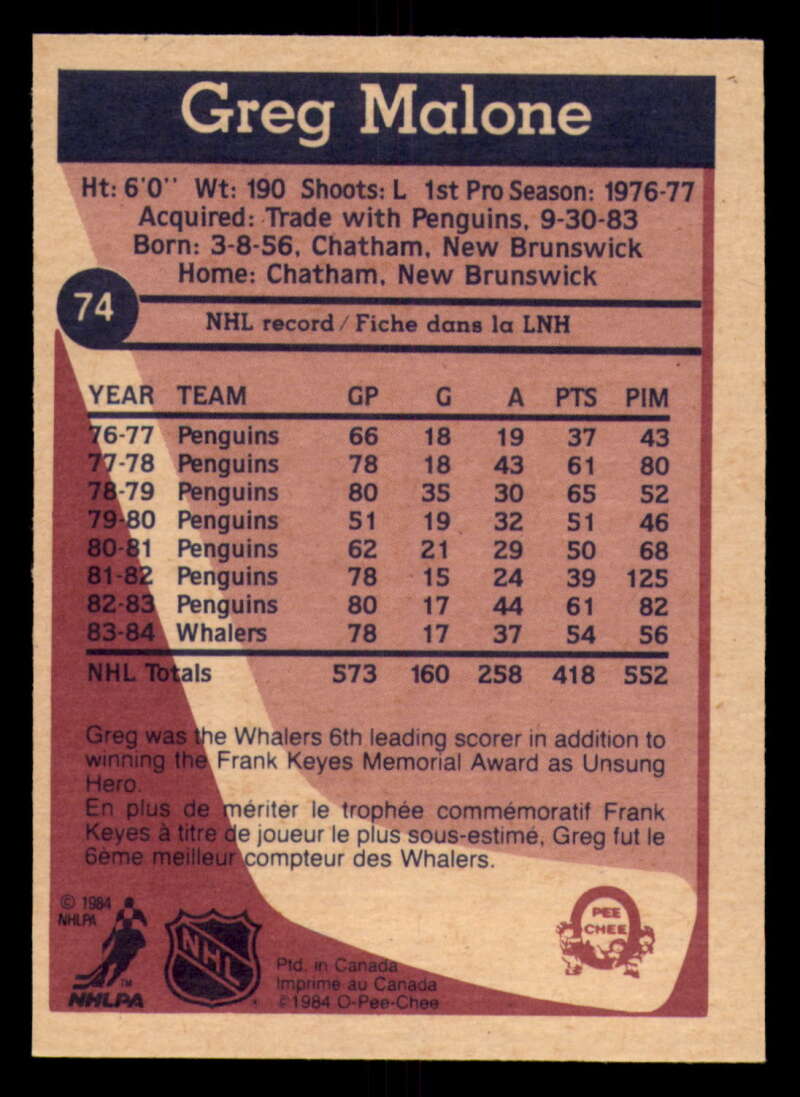 Greg Malone
Ht: 6'0" Wt: 190 Shoots: L 1st Pro Season: 1976-77
Acquired: Trade with Penguins, 9-30-83
Born: 3-8-56, Chatham, New Brunswick
Home: Chatham, New Brunswick
74
NHL record / Fiche dans la LNH
YEAR TEAM GP G A PTS PIM
76-77 Penguins 66 18 19 37 43
77-78 Penguins 78 18 43 61 80
78-79 Penguins 80 35 30 65 52
79-80 Penguins 51 19 32 51 46
80-81 Penguins 62 21 29 50 68
81-82 Penguins 78 15 24 39 125
82-83 Penguins 80 17 44 61 82
83-84 Whalers 78 17 37 54 56
NHL Totals 573 160 258 418 552
Greg was the Whalers 6th leading scorer in addition to
winning the Frank Keyes Memorial Award as Unsung
Hero.
En plus de mériter le trophée commémoratif Frank
Keyes à titre de joueur le plus sous-estimé, Greg fut le
6ème meilleur compteur des Whalers.
© 1984
NHLPA
TM
NHLPA
NHL
Ptd. in Canada
Imprime au Canada
©1984 O-Pee-Chee
PEE
CHEE